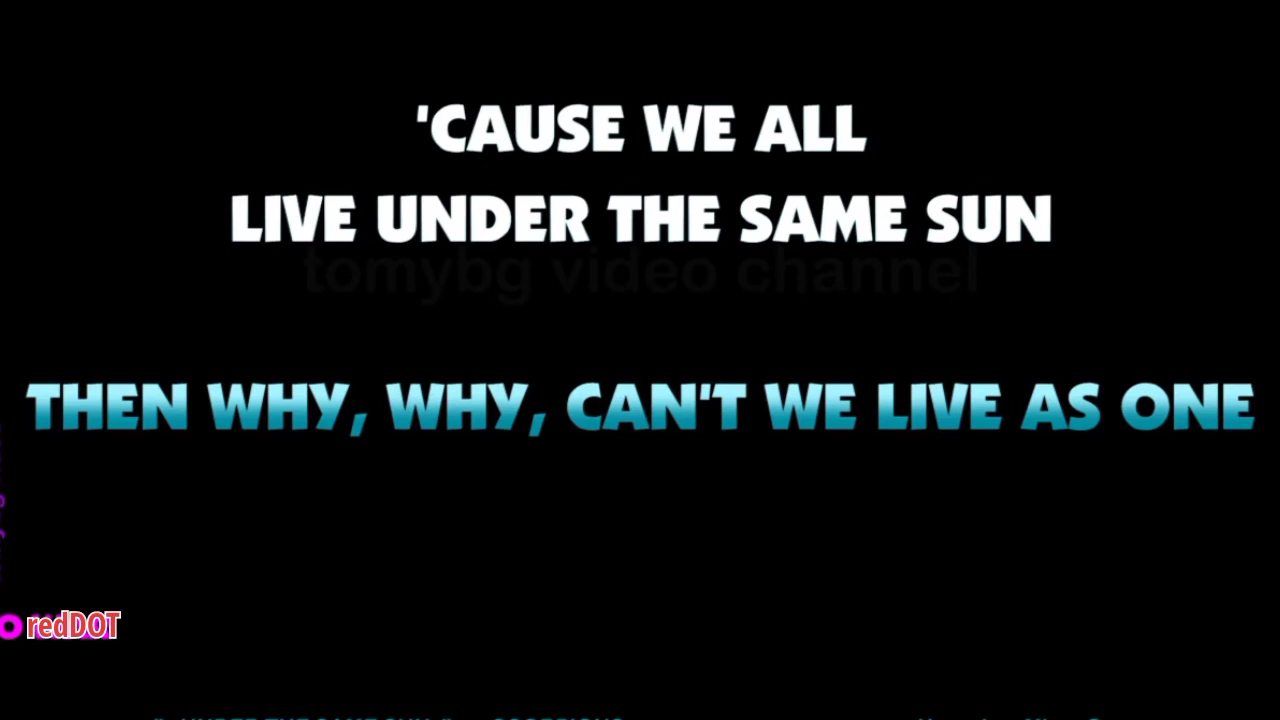 'CAUSE WE ALL
LIVE UNDER THE SAME SUN
tomybg video channel
THEN WHY, WHY, CAN'T WE LIVE AS ONE
redDOT